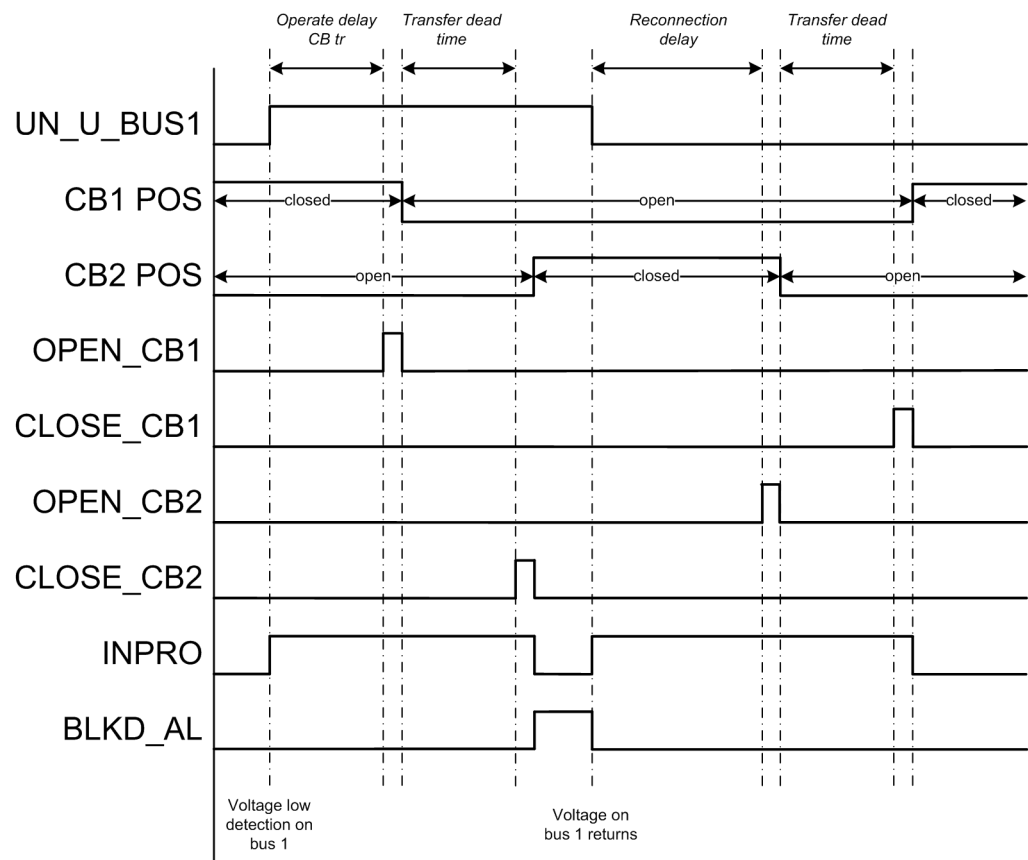 Operate delay
CB tr
Transfer dead
time
Reconnection
delay
Transfer dead
time
UN_U_BUS1
CB1 POS
closed
open
closed
CB2 POS
open
closed
open
OPEN_CB1
CLOSE_CB1
OPEN_CB2
CLOSE_CB2
INPRO
BLKD_AL
Voltage low
detection on
bus 1
Voltage on
bus 1 returns